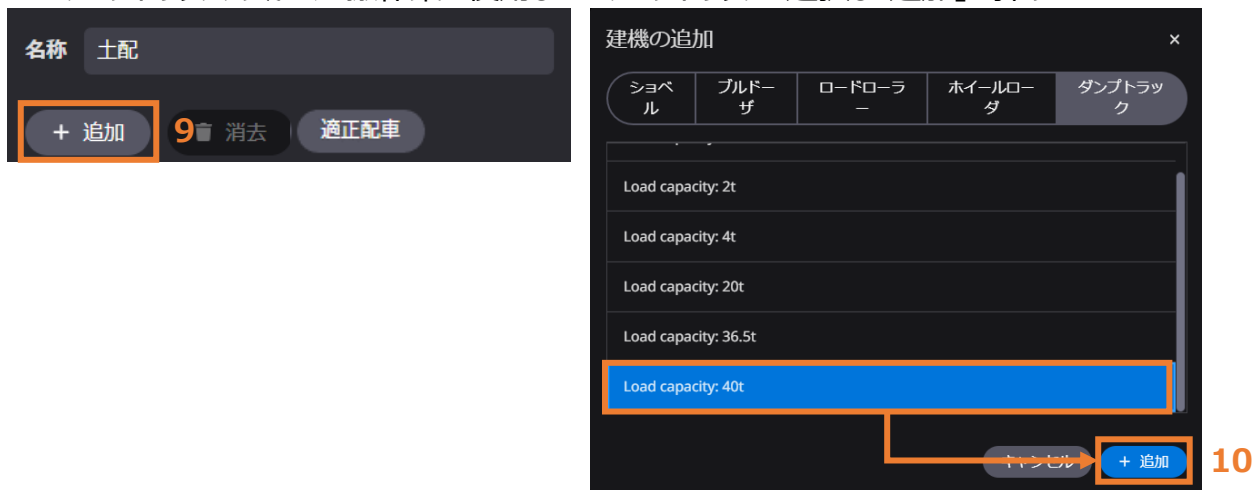 名称 土配
+ 追加
9
消去
適正配車
建機の追加
×
ショベル
ブルドーザ
ロードローラー
ホイールローダ
ダンプトラック
Load capacity: 2t
Load capacity: 4t
Load capacity: 20t
Load capacity: 36.5t
Load capacity: 40t
キャンセル
+ 追加
10